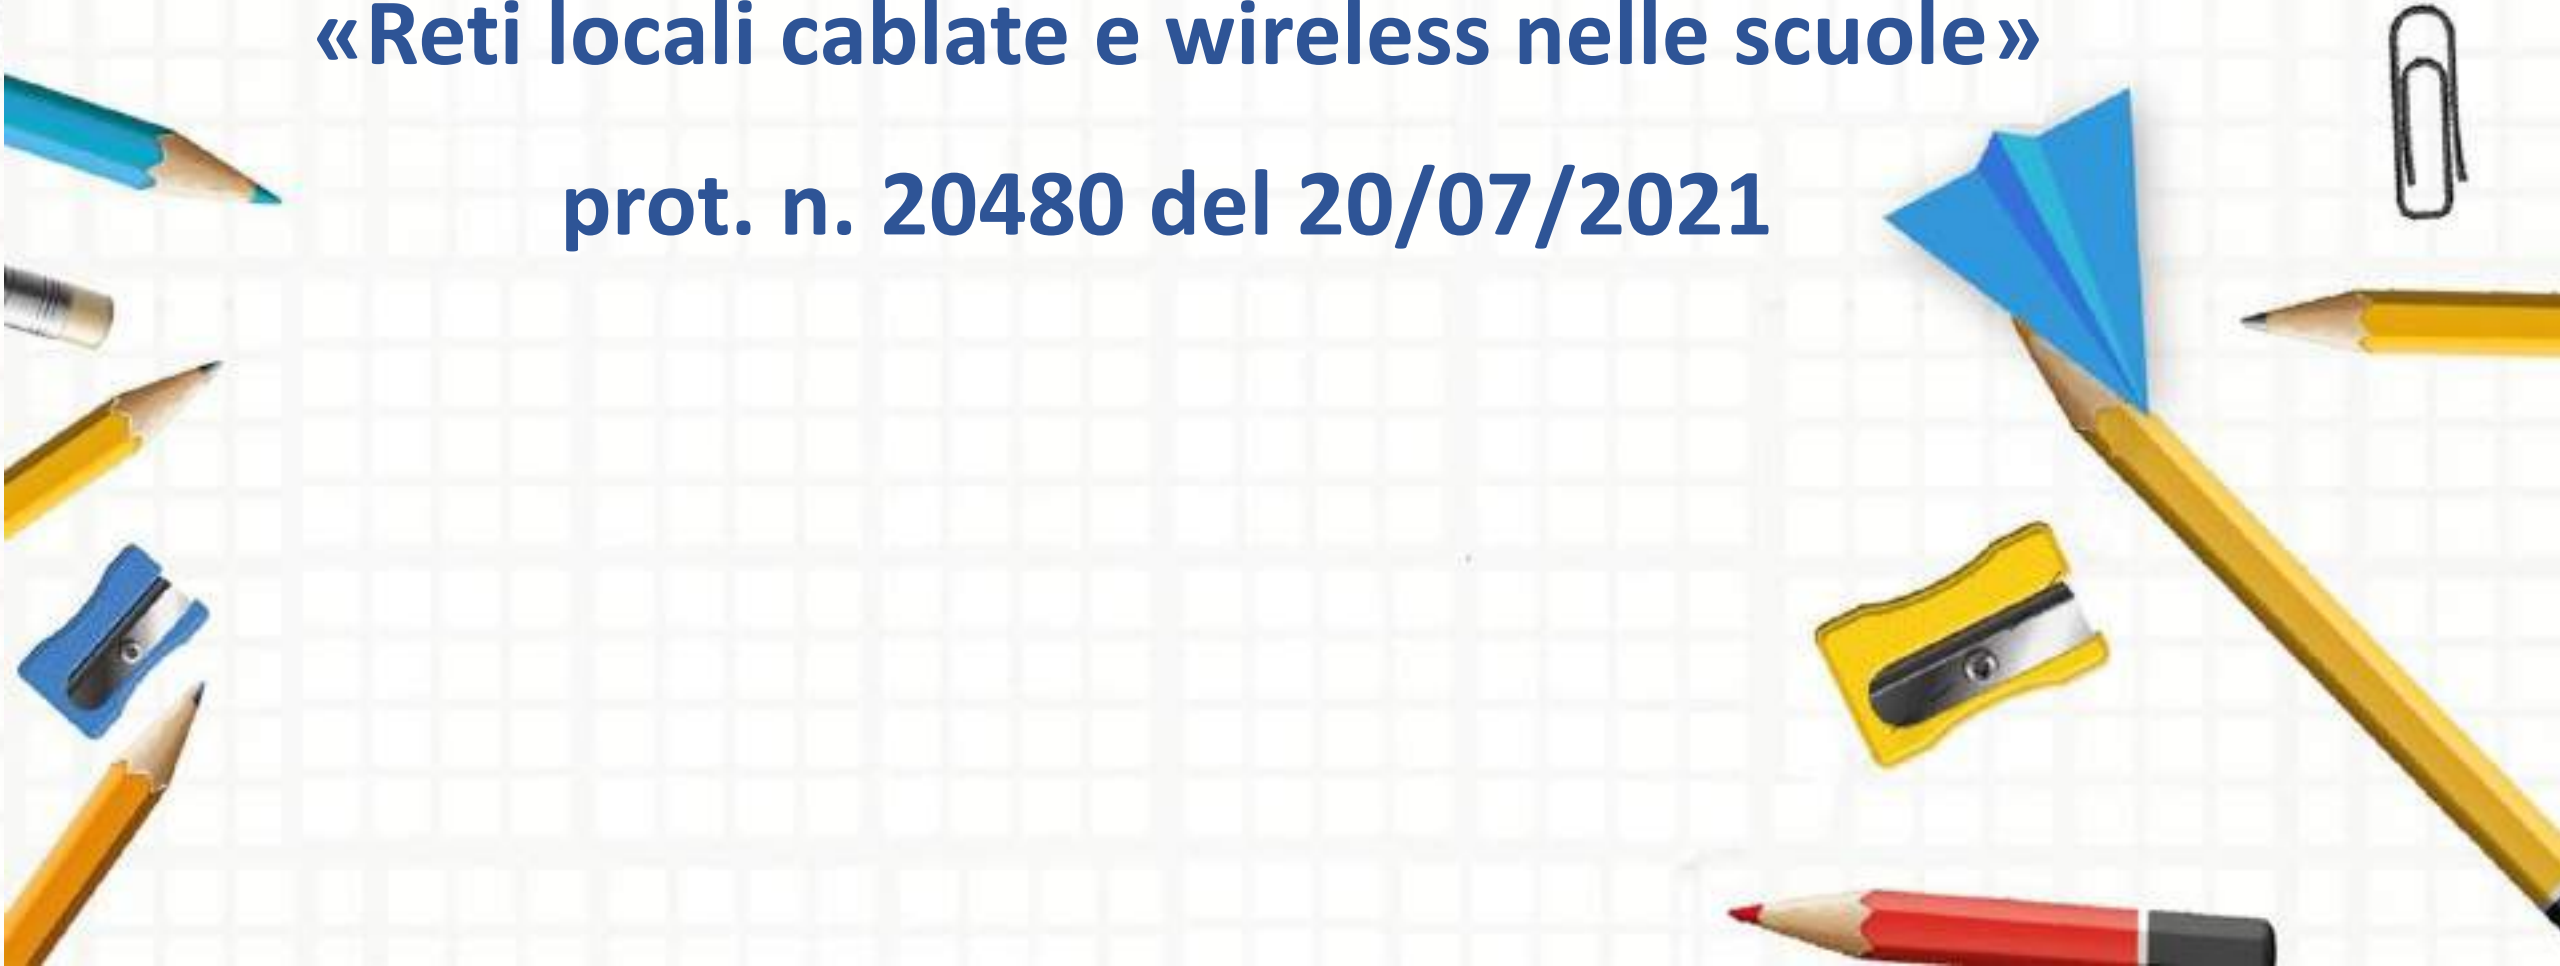 «Reti locali cablate e wireless nelle scuole»
prot. n. 20480 del 20/07/2021